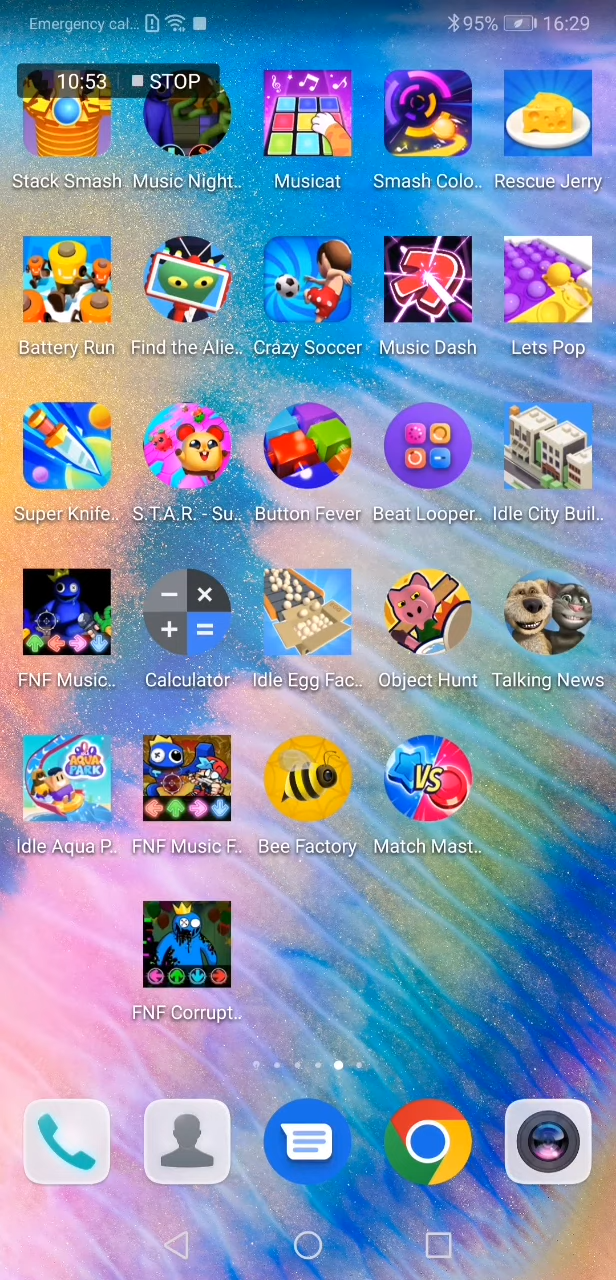 Emergency cal... 95% 16:29
10:53 STOP
Stack Smash Music Night.. Musicat Smash Colo.. Rescue Jerry
Battery Run Find the Alie.. Crazy Soccer Music Dash Lets Pop
Super Knife.. S.T.A.R. - Su.. Button Fever Beat Looper.. Idle City Buil..
FNF Music.. Calculator Idle Egg Fac.. Object Hunt Talking News
AQUA PARK VS
Idle Aqua P.. FNF Music F.. Bee Factory Match Mast..
FNF Corrupt..